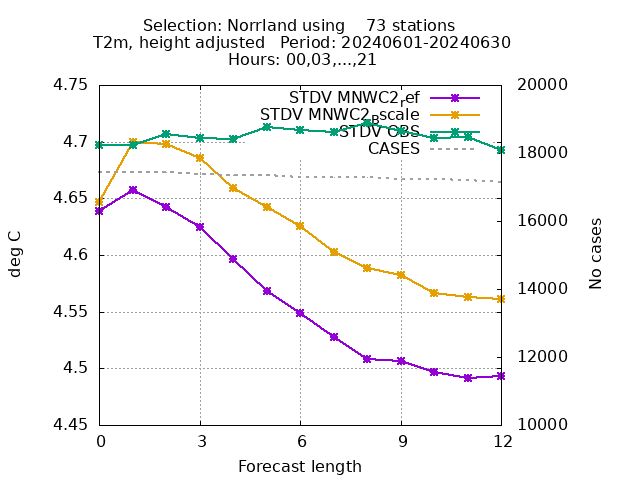 Selection: Norrland using    73 stations
T2m, height adjusted   Period: 20240601-20240630
Hours: 00,03,...,21
4.75
4.7
4.65
4.6
4.55
4.5
4.45
deg C
20000
18000
16000
14000
12000
10000
No cases
STDV MNWC2ref
STDV MNWC2Bscale
STDV OBS
CASES
0 3 6 9 12
Forecast length